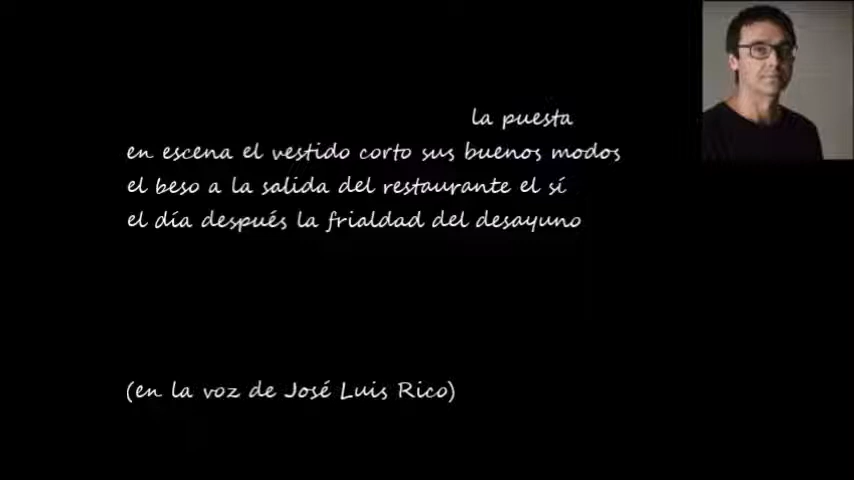 la puesta
en escena el vestido corto sus buenos modos
el beso a la salida del restaurante el sí
el día después la frialdad del desayuno
(en la voz de José Luis Rico)